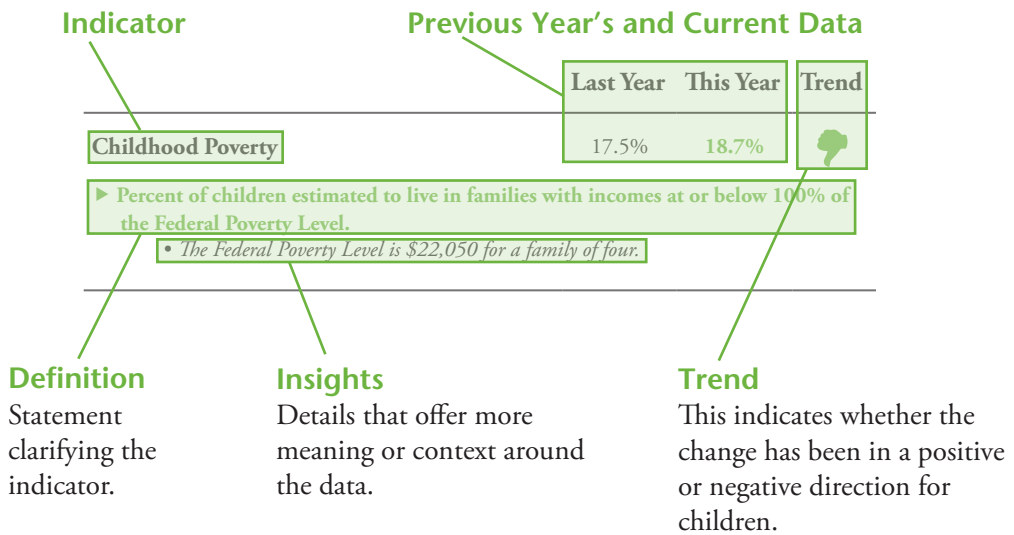 Indicator
Previous Year’s and Current Data
Last Year This Year Trend
Childhood Poverty 17.5% 18.7%
▶ Percent of children estimated to live in families with incomes at or below 100% of
the Federal Poverty Level.
• The Federal Poverty Level is $22,050 for a family of four.
Definition
Statement
clarifying the
indicator.
Insights
Details that offer more
meaning or context around
the data.
Trend
This indicates whether the
change has been in a positive
or negative direction for
children.